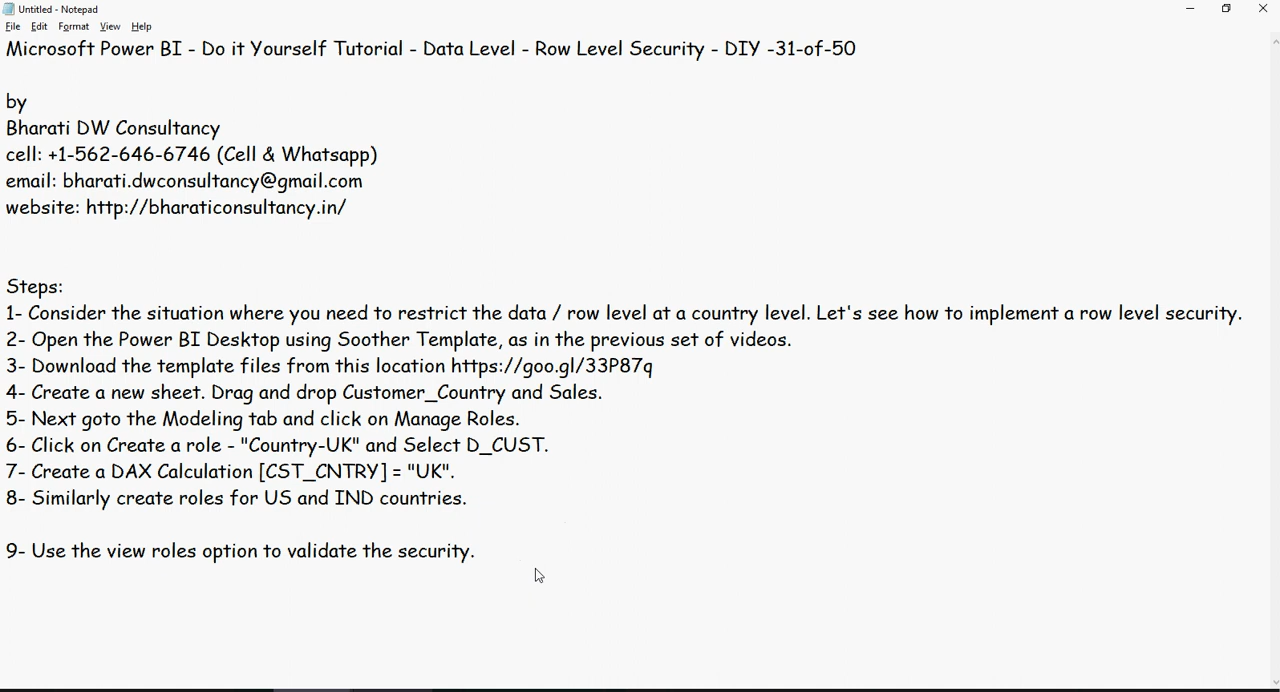 Untitled - Notepad
File Edit Format View Help
Microsoft Power BI - Do it Yourself Tutorial - Data Level - Row Level Security - DIY -31-of-50
by
Bharati DW Consultancy
cell: +1-562-646-6746 (Cell & Whatsapp)
email: bharati.dwconsultancy@gmail.com
website: http://bharaticonsultancy.in/
Steps:
1- Consider the situation where you need to restrict the data / row level at a country level. Let's see how to implement a row level security.
2- Open the Power BI Desktop using Soother Template, as in the previous set of videos.
3- Download the template files from this location https://goo.gl/33P87q
4- Create a new sheet. Drag and drop Customer_Country and Sales.
5- Next goto the Modeling tab and click on Manage Roles.
6- Click on Create a role - "Country-UK" and Select D_CUST.
7- Create a DAX Calculation [CST_CNTRY] = "UK".
8- Similarly create roles for US and IND countries.
9- Use the view roles option to validate the security.